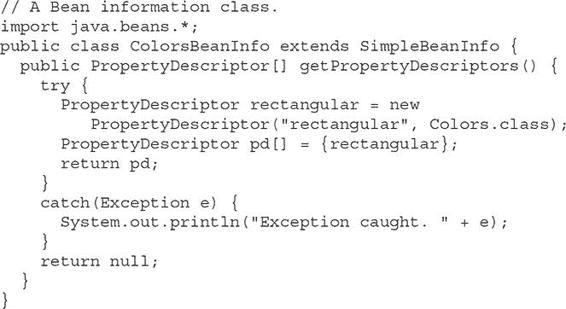 // A Bean information class.
import java.beans.*;
public class ColorsBeanInfo extends SimpleBeanInfo {
  public PropertyDescriptor[] getPropertyDescriptors() {
    try {
      PropertyDescriptor rectangular = new
        PropertyDescriptor("rectangular", Colors.class);
      PropertyDescriptor pd[] = {rectangular};
      return pd;
    }
    catch(Exception e) {
      System.out.println("Exception caught. " + e);
    }
    return null;
  }
}